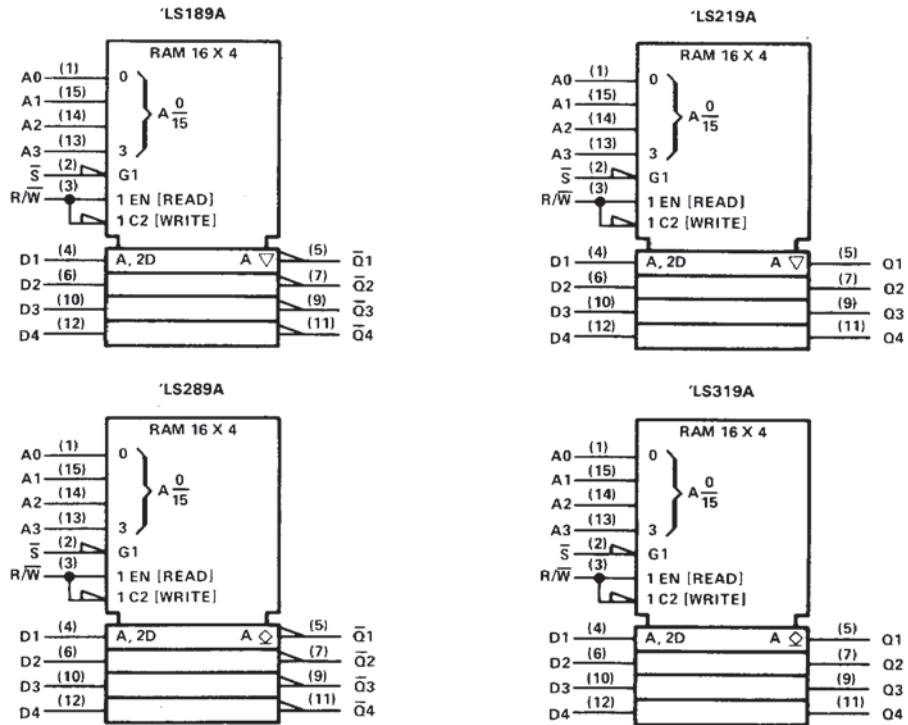 'LS189A
RAM 16 X 4
A0 (1) 0
A1 (15)
A2 (14) A 0/15
A3 (13) 3
S̅ (2) G1
R/W̅ (3) 1 EN [READ]
1 C2 [WRITE]
D1 (4) A, 2D A ▽ (5) Q̅1
D2 (6) (7) Q̅2
D3 (10) (9) Q̅3
D4 (12) (11) Q̅4
'LS219A
RAM 16 X 4
A0 (1) 0
A1 (15)
A2 (14) A 0/15
A3 (13) 3
S̅ (2) G1
R/W̅ (3) 1 EN [READ]
1 C2 [WRITE]
D1 (4) A, 2D A ▽ (5) Q1
D2 (6) (7) Q2
D3 (10) (9) Q3
D4 (12) (11) Q4
'LS289A
RAM 16 X 4
A0 (1) 0
A1 (15)
A2 (14) A 0/15
A3 (13) 3
S̅ (2) G1
R/W̅ (3) 1 EN [READ]
1 C2 [WRITE]
D1 (4) A, 2D A ◇ (5) Q̅1
D2 (6) (7) Q̅2
D3 (10) (9) Q̅3
D4 (12) (11) Q̅4
'LS319A
RAM 16 X 4
A0 (1) 0
A1 (15)
A2 (14) A 0/15
A3 (13) 3
S̅ (2) G1
R/W̅ (3) 1 EN [READ]
1 C2 [WRITE]
D1 (4) A, 2D A ◇ (5) Q1
D2 (6) (7) Q2
D3 (10) (9) Q3
D4 (12) (11) Q4